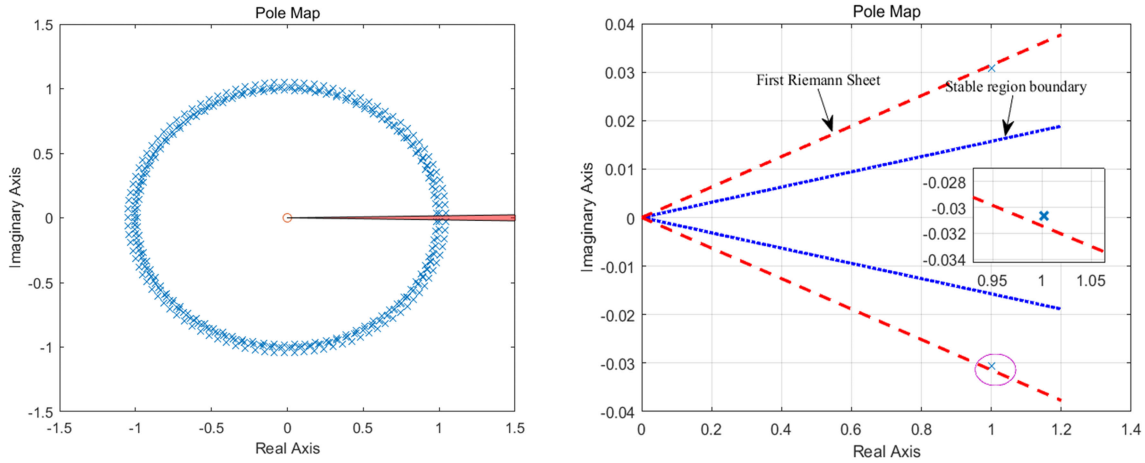 Pole Map
1.5
1
0.5
0
-0.5
-1
-1.5
-1.5 -1 -0.5 0 0.5 1 1.5
Imaginary Axis
Real Axis
Pole Map
0.04
0.03
0.02
0.01
0
-0.01
-0.02
-0.03
-0.04
0 0.2 0.4 0.6 0.8 1 1.2 1.4
Imaginary Axis
Real Axis
First Riemann Sheet
Stable region boundary
-0.028
-0.03
-0.032
-0.034
0.95 1 1.05